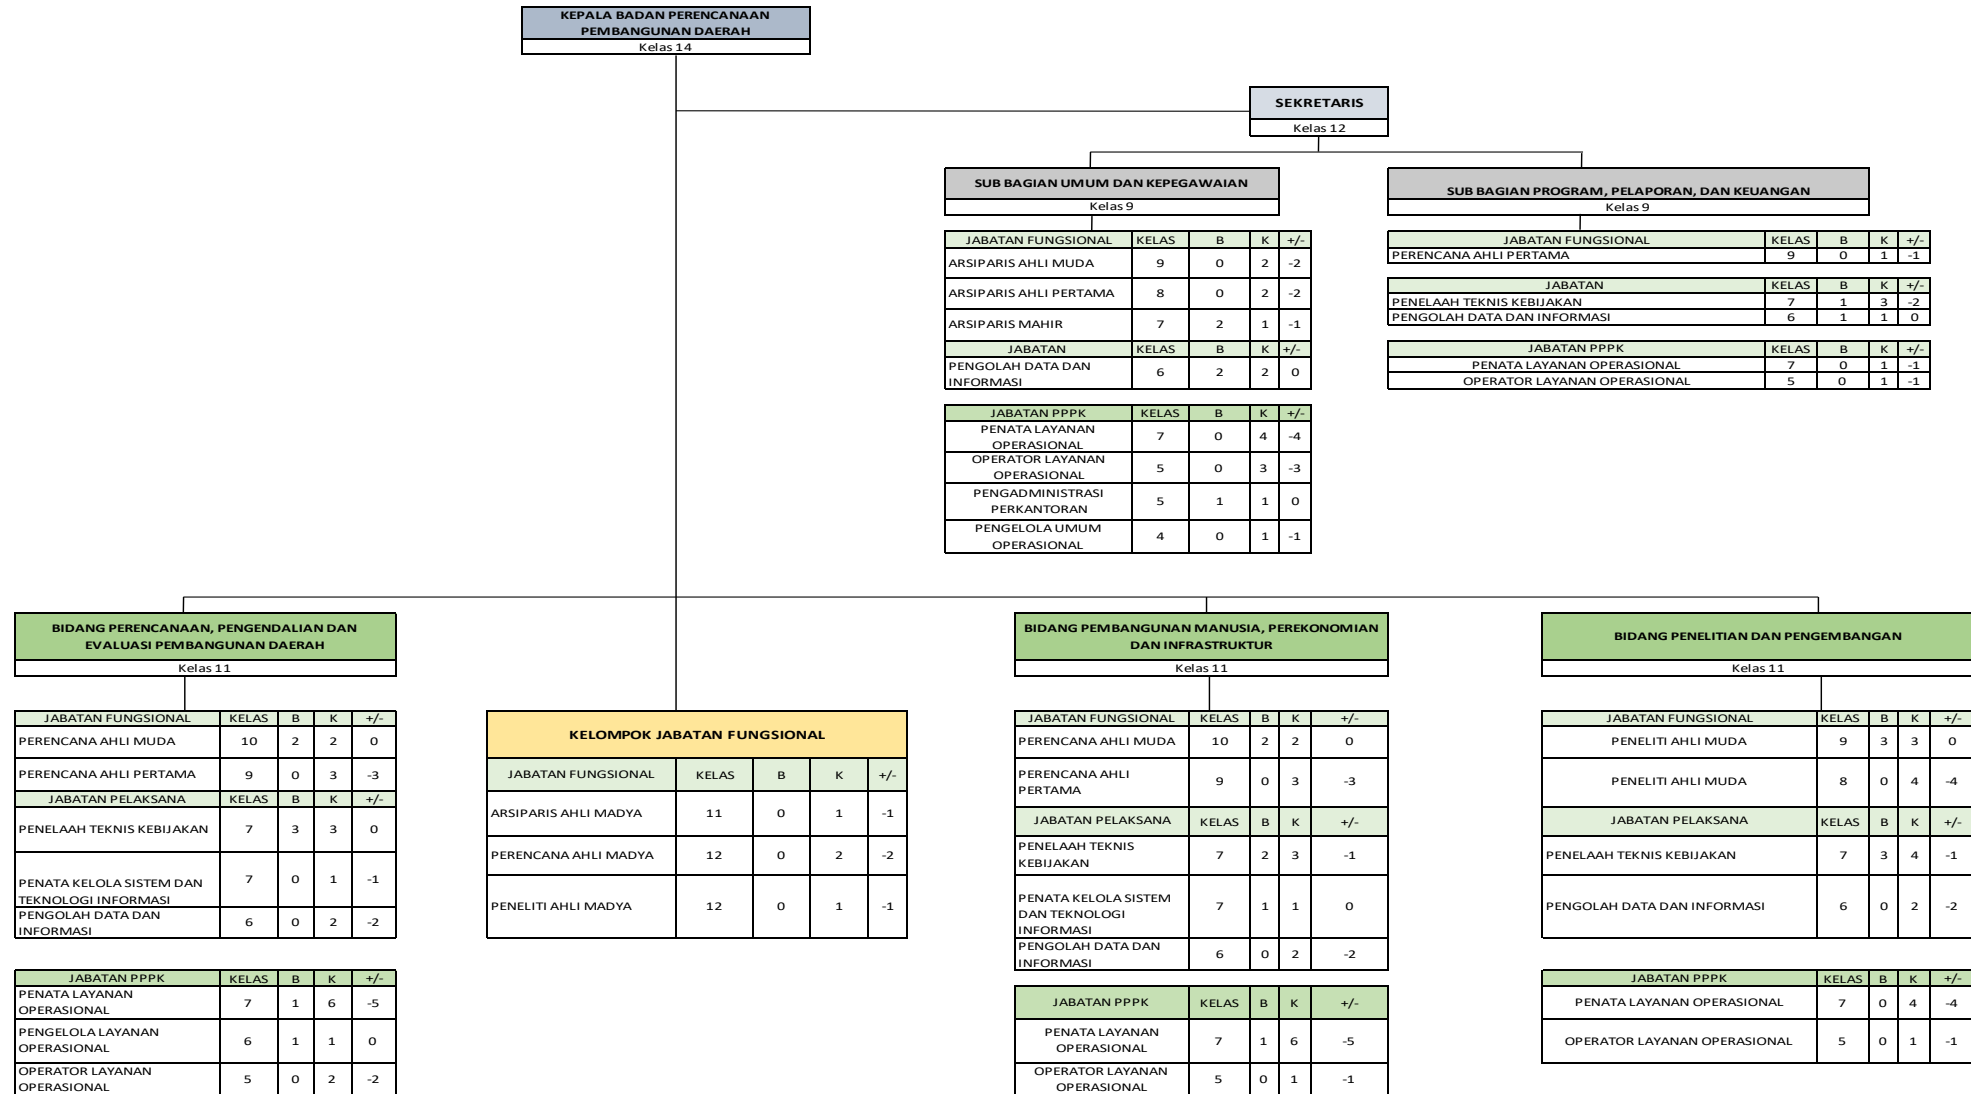 KEPALA BADAN PERENCANAAN
PEMBANGUNAN DAERAH
Kelas 14
SEKRETARIS
Kelas 12
SUB BAGIAN UMUM DAN KEPEGAWAIAN
Kelas 9
JABATAN FUNGSIONAL KELAS B K +/-
ARSIPARIS AHLI MUDA 9 0 2 -2
ARSIPARIS AHLI PERTAMA 8 0 2 -2
ARSIPARIS MAHIR 7 2 1 -1
JABATAN KELAS B K +/-
PENGOLAH DATA DAN
INFORMASI 6 2 2 0
JABATAN PPPK KELAS B K +/-
PENATA LAYANAN
OPERASIONAL 7 0 4 -4
OPERATOR LAYANAN
OPERASIONAL 5 0 3 -3
PENGADMINISTRASI
PERKANTORAN 5 1 1 0
PENGELOLA UMUM
OPERASIONAL 4 0 1 -1
SUB BAGIAN PROGRAM, PELAPORAN, DAN KEUANGAN
Kelas 9
JABATAN FUNGSIONAL KELAS B K +/-
PERENCANA AHLI PERTAMA 9 0 1 -1
JABATAN KELAS B K +/-
PENELAAH TEKNIS KEBIJAKAN 7 1 3 -2
PENGOLAH DATA DAN INFORMASI 6 1 1 0
JABATAN PPPK KELAS B K +/-
PENATA LAYANAN OPERASIONAL 7 0 1 -1
OPERATOR LAYANAN OPERASIONAL 5 0 1 -1
BIDANG PERENCANAAN, PENGENDALIAN DAN
EVALUASI PEMBANGUNAN DAERAH
Kelas 11
JABATAN FUNGSIONAL KELAS B K +/-
PERENCANA AHLI MUDA 10 2 2 0
PERENCANA AHLI PERTAMA 9 0 3 -3
JABATAN PELAKSANA KELAS B K +/-
PENELAAH TEKNIS KEBIJAKAN 7 3 3 0
PENATA KELOLA SISTEM DAN
TEKNOLOGI INFORMASI 7 0 1 -1
PENGOLAH DATA DAN
INFORMASI 6 0 2 -2
JABATAN PPPK KELAS B K +/-
PENATA LAYANAN
OPERASIONAL 7 1 6 -5
PENGELOLA LAYANAN
OPERASIONAL 6 1 1 0
OPERATOR LAYANAN
OPERASIONAL 5 0 2 -2
KELOMPOK JABATAN FUNGSIONAL
JABATAN FUNGSIONAL KELAS B K +/-
ARSIPARIS AHLI MADYA 11 0 1 -1
PERENCANA AHLI MADYA 12 0 2 -2
PENELITI AHLI MADYA 12 0 1 -1
BIDANG PEMBANGUNAN MANUSIA, PEREKONOMIAN
DAN INFRASTRUKTUR
Kelas 11
JABATAN FUNGSIONAL KELAS B K +/-
PERENCANA AHLI MUDA 10 2 2 0
PERENCANA AHLI
PERTAMA 9 0 3 -3
JABATAN PELAKSANA KELAS B K +/-
PENELAAH TEKNIS
KEBIJAKAN 7 2 3 -1
PENATA KELOLA SISTEM
DAN TEKNOLOGI
INFORMASI 7 1 1 0
PENGOLAH DATA DAN
INFORMASI 6 0 2 -2
JABATAN PPPK KELAS B K +/-
PENATA LAYANAN
OPERASIONAL 7 1 6 -5
OPERATOR LAYANAN
OPERASIONAL 5 0 1 -1
BIDANG PENELITIAN DAN PENGEMBANGAN
Kelas 11
JABATAN FUNGSIONAL KELAS B K +/-
PENELITI AHLI MUDA 9 3 3 0
PENELITI AHLI MUDA 8 0 4 -4
JABATAN PELAKSANA KELAS B K +/-
PENELAAH TEKNIS KEBIJAKAN 7 3 4 -1
PENGOLAH DATA DAN INFORMASI 6 0 2 -2
JABATAN PPPK KELAS B K +/-
PENATA LAYANAN OPERASIONAL 7 0 4 -4
OPERATOR LAYANAN OPERASIONAL 5 0 1 -1